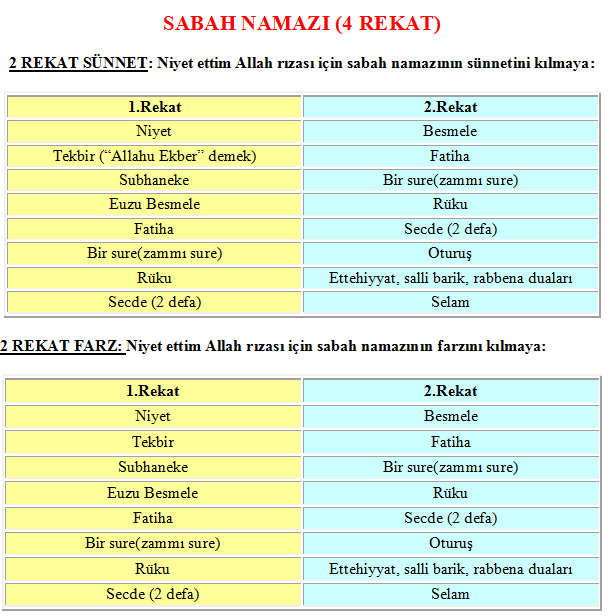 SABAH NAMAZI (4 REKAT)
2 REKAT SÜNNET: Niyet ettim Allah rızası için sabah namazının sünnetini kılmaya:
1.Rekat 2.Rekat
Niyet Besmele
Tekbir (“Allahu Ekber” demek) Fatiha
Subhaneke Bir sure(zammı sure)
Euzu Besmele Rüku
Fatiha Secde (2 defa)
Bir sure(zammı sure) Oturuş
Rüku Ettehiyyat, salli barik, rabbena duaları
Secde (2 defa) Selam
2 REKAT FARZ: Niyet ettim Allah rızası için sabah namazının farzını kılmaya:
1.Rekat 2.Rekat
Niyet Besmele
Tekbir Fatiha
Subhaneke Bir sure(zammı sure)
Euzu Besmele Rüku
Fatiha Secde (2 defa)
Bir sure(zammı sure) Oturuş
Rüku Ettehiyyat, salli barik, rabbena duaları
Secde (2 defa) Selam